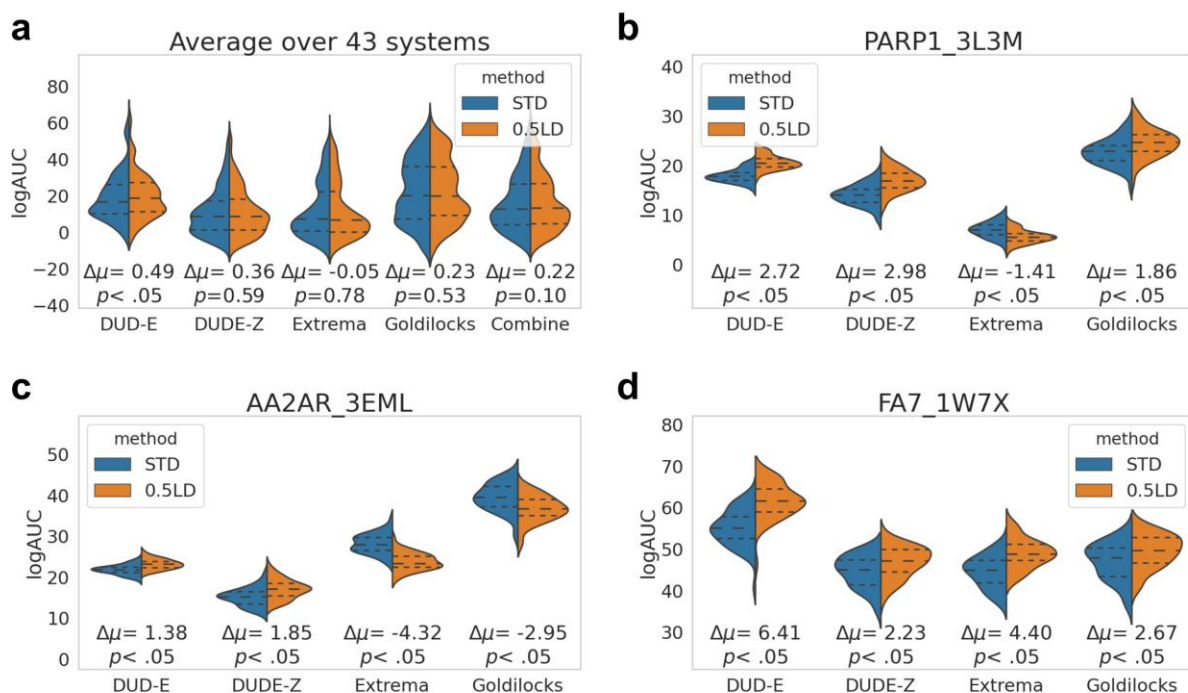 a
Average over 43 systems
logAUC
80
60
40
20
0
−20
−40
method
STD
0.5LD
Δμ= 0.49 Δμ= 0.36 Δμ= -0.05 Δμ= 0.23 Δμ= 0.22
p< .05 p=0.59 p=0.78 p=0.53 p=0.10
DUD-E DUDE-Z Extrema Goldilocks Combine
b
PARP1_3L3M
logAUC
40
30
20
10
0
method
STD
0.5LD
Δμ= 2.72 Δμ= 2.98 Δμ= -1.41 Δμ= 1.86
p< .05 p< .05 p< .05 p< .05
DUD-E DUDE-Z Extrema Goldilocks
c
AA2AR_3EML
logAUC
50
40
30
20
10
0
method
STD
0.5LD
Δμ= 1.38 Δμ= 1.85 Δμ= -4.32 Δμ= -2.95
p< .05 p< .05 p< .05 p< .05
DUD-E DUDE-Z Extrema Goldilocks
d
FA7_1W7X
logAUC
80
70
60
50
40
30
method
STD
0.5LD
Δμ= 6.41 Δμ= 2.23 Δμ= 4.40 Δμ= 2.67
p< .05 p< .05 p< .05 p< .05
DUD-E DUDE-Z Extrema Goldilocks